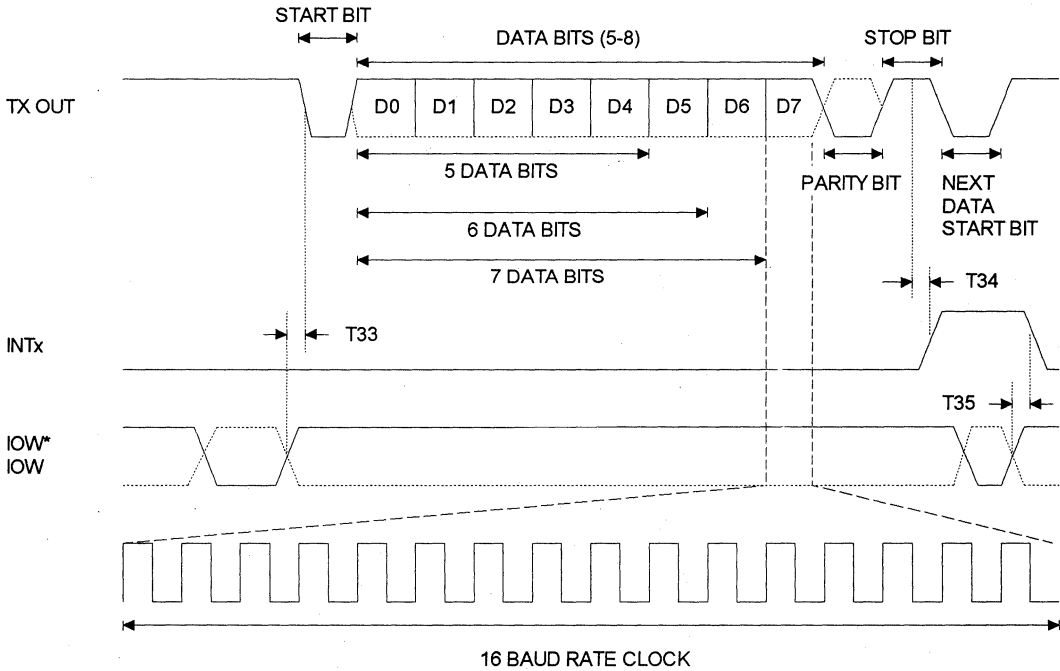 START BIT
DATA BITS (5-8)
STOP BIT
TX OUT
D0 D1 D2 D3 D4 D5 D6 D7
5 DATA BITS
PARITY BIT
NEXT
DATA
START BIT
6 DATA BITS
7 DATA BITS
T34
T33
INTx
T35
IOW*
IOW
16 BAUD RATE CLOCK